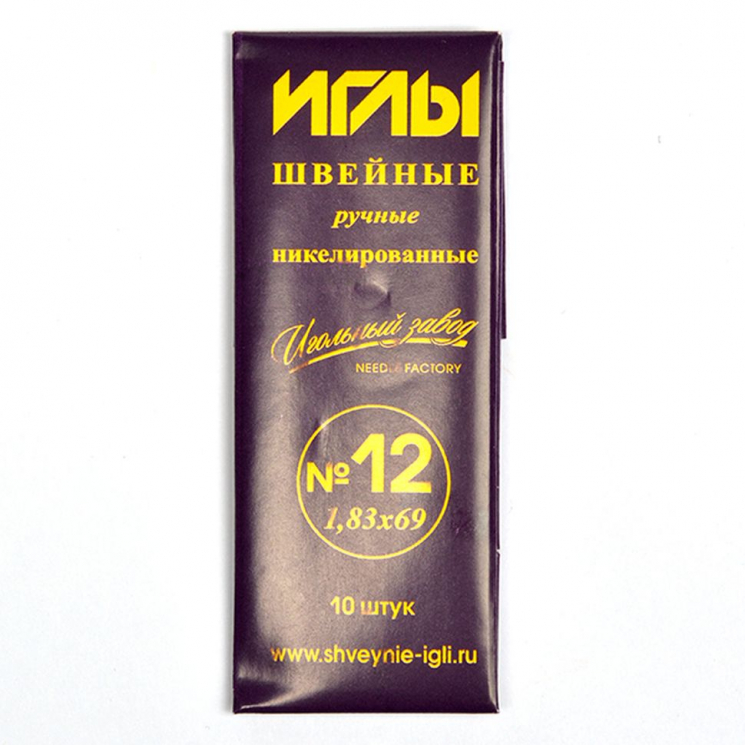 ИГЛЫ
ШВЕЙНЫЕ
ручные
никелированные
Игольный завод
NEEDLE FACTORY
№12
1,83х69
10 штук
www.shveynie-igli.ru